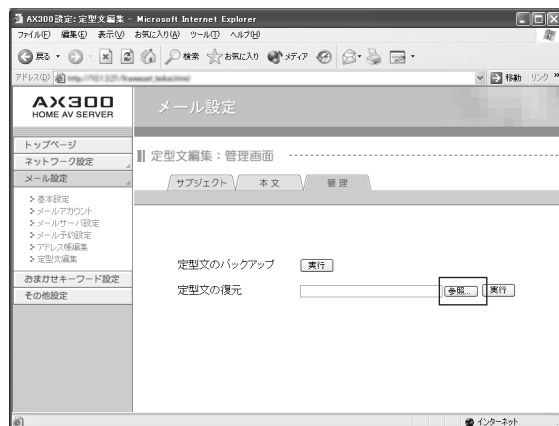 AX300 設定: 定型文編集 - Microsoft Internet Explorer
ファイル(F) 編集(E) 表示(V) お気に入り(A) ツール(T) ヘルプ(H)
戻る 検索 お気に入り メディア
アドレス(D) 移動 リンク »
AX300
HOME AV SERVER
メール設定
トップページ
ネットワーク設定
メール設定
基本設定
メールアカウント
メールサーバ設定
メール予約設定
アドレス帳編集
定型文編集
おまかせキーワード設定
その他設定
定型文編集：管理画面
サブジェクト 本文 管理
定型文のバックアップ 実行
定型文の復元 参照... 実行
インターネット